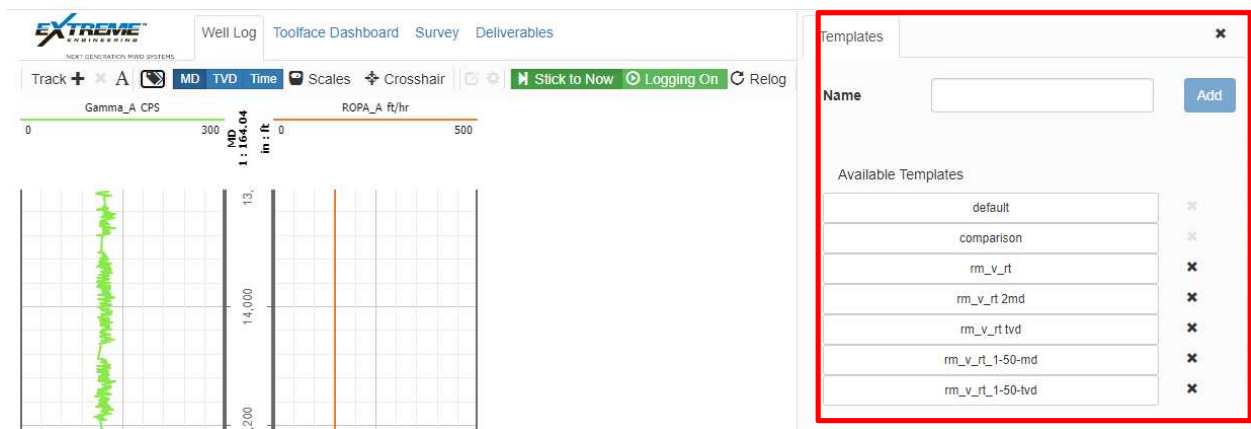 EXTREME
ENGINEERING
NEXT GENERATION MWD SYSTEMS
Well Log Toolface Dashboard Survey Deliverables
Track A MD TVD Time Scales Crosshair Stick to Now Logging On Relog
Gamma_A CPS
0 300
MD
1 : 164.04
in : ft
ROPA_A ft/hr
0 500
13,
14,000
,200
Templates
Name Add
Available Templates
default
comparison
rm_v_rt
rm_v_rt 2md
rm_v_rt tvd
rm_v_rt_1-50-md
rm_v_rt_1-50-tvd